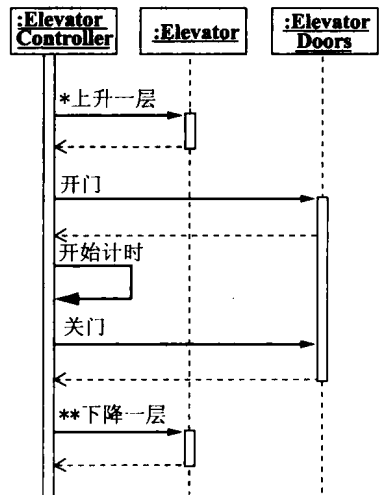 :Elevator
Controller
:Elevator
:Elevator
Doors
*上升一层
开门
开始计时
关门
**下降一层